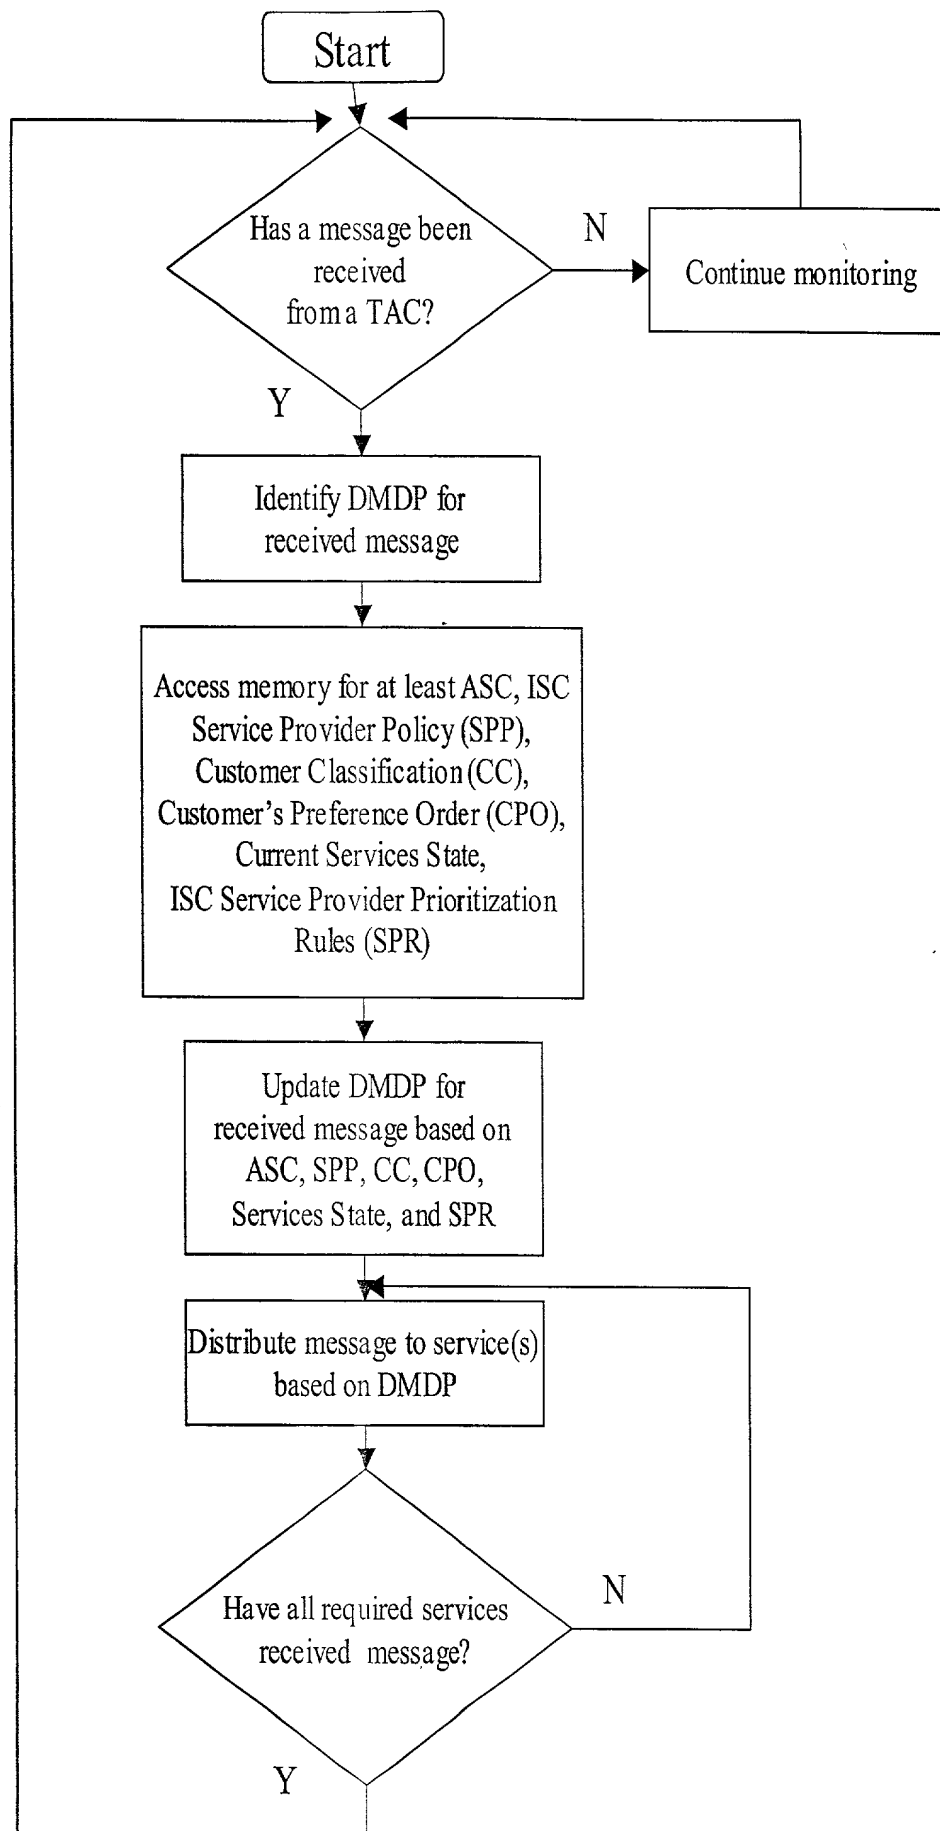 Start
Has a message been
received
from a TAC?
N
Continue monitoring
Y
Identify DMDP for
received message
Access memory for at least ASC, ISC
Service Provider Policy (SPP),
Customer Classification (CC),
Customer's Preference Order (CPO),
Current Services State,
ISC Service Provider Prioritization
Rules (SPR)
Update DMDP for
received message based on
ASC, SPP, CC, CPO,
Services State, and SPR
Distribute message to service(s)
based on DMDP
Have all required services
received message?
N
Y